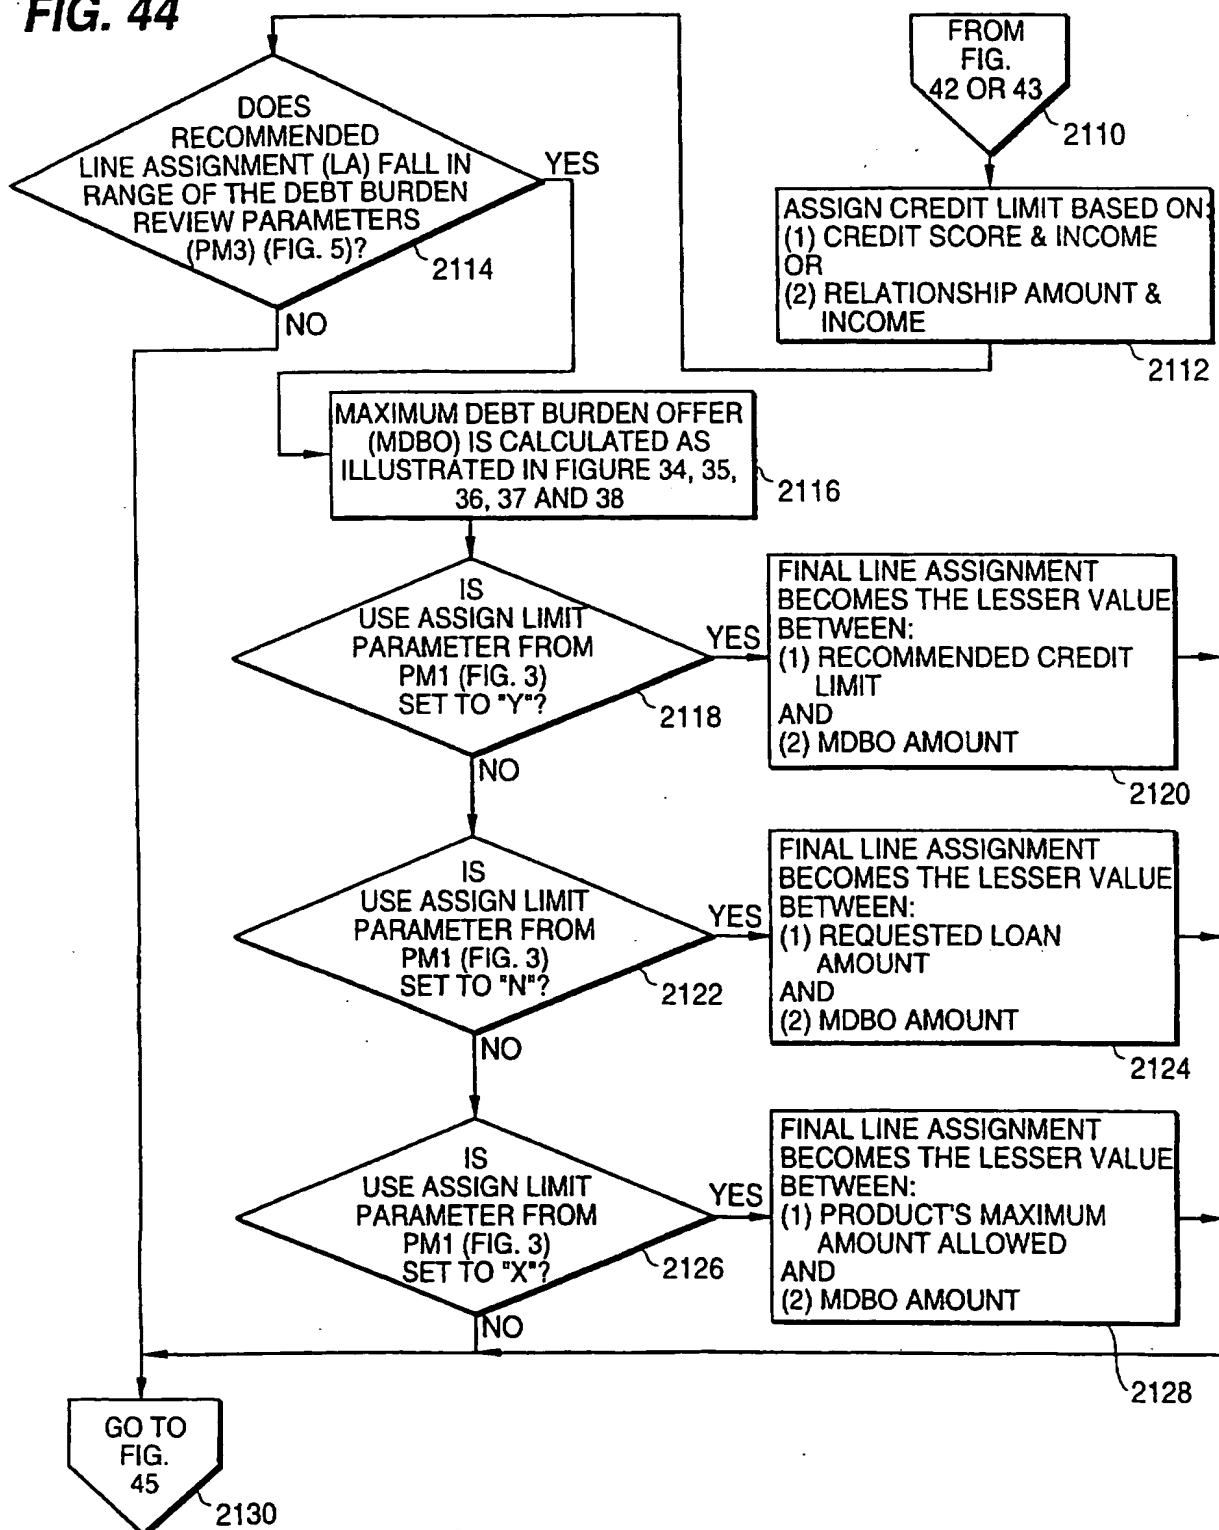 FIG. 44
FROM
FIG.
42 OR 43
2110
ASSIGN CREDIT LIMIT BASED ON:
(1) CREDIT SCORE & INCOME
OR
(2) RELATIONSHIP AMOUNT &
INCOME
2112
DOES
RECOMMENDED
LINE ASSIGNMENT (LA) FALL IN
RANGE OF THE DEBT BURDEN
REVIEW PARAMETERS
(PM3) (FIG. 5)?
2114
YES
NO
MAXIMUM DEBT BURDEN OFFER
(MDBO) IS CALCULATED AS
ILLUSTRATED IN FIGURE 34, 35,
36, 37 AND 38
2116
IS
USE ASSIGN LIMIT
PARAMETER FROM
PM1 (FIG. 3)
SET TO "Y"?
2118
YES
NO
FINAL LINE ASSIGNMENT
BECOMES THE LESSER VALUE
BETWEEN:
(1) RECOMMENDED CREDIT
LIMIT
AND
(2) MDBO AMOUNT
2120
IS
USE ASSIGN LIMIT
PARAMETER FROM
PM1 (FIG. 3)
SET TO "N"?
2122
YES
NO
FINAL LINE ASSIGNMENT
BECOMES THE LESSER VALUE
BETWEEN:
(1) REQUESTED LOAN
AMOUNT
AND
(2) MDBO AMOUNT
2124
IS
USE ASSIGN LIMIT
PARAMETER FROM
PM1 (FIG. 3)
SET TO "X"?
2126
YES
NO
FINAL LINE ASSIGNMENT
BECOMES THE LESSER VALUE
BETWEEN:
(1) PRODUCT'S MAXIMUM
AMOUNT ALLOWED
AND
(2) MDBO AMOUNT
2128
GO TO
FIG.
45
2130